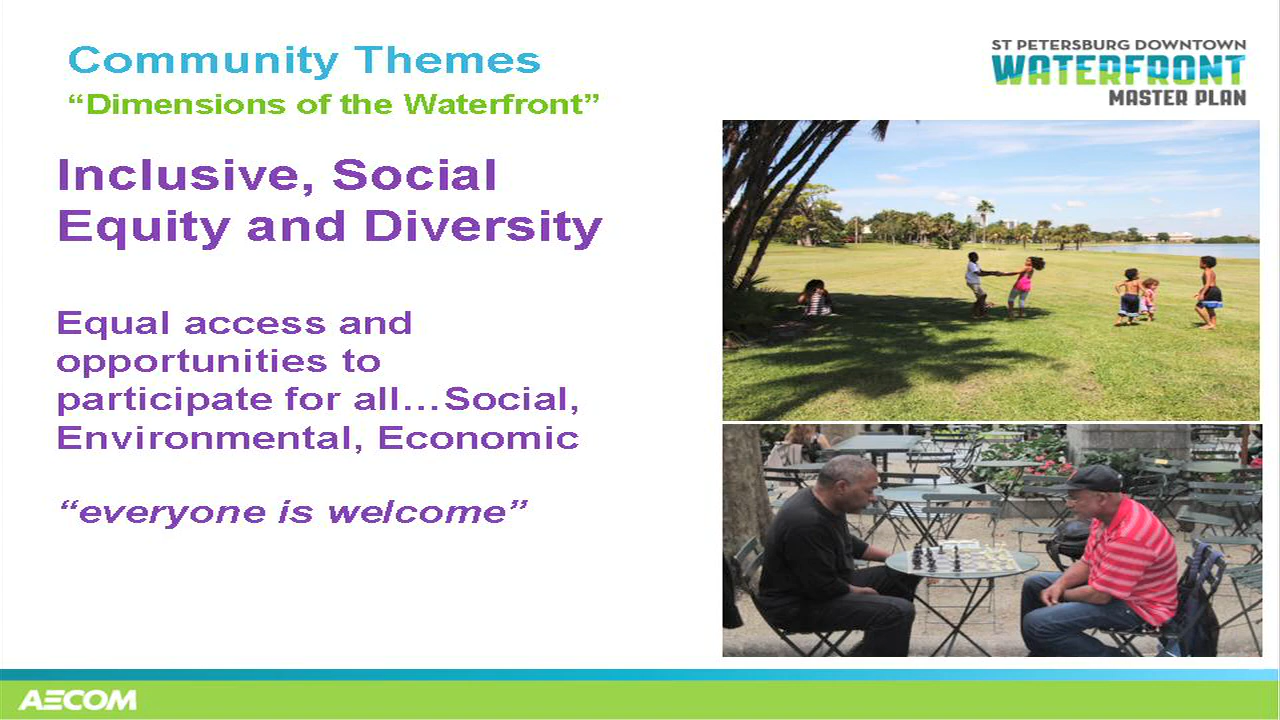 Community Themes
“Dimensions of the Waterfront”
ST PETERSBURG DOWNTOWN
WATERFRONT
MASTER PLAN
Inclusive, Social
Equity and Diversity
Equal access and
opportunities to
participate for all…Social,
Environmental, Economic
“everyone is welcome”
AECOM